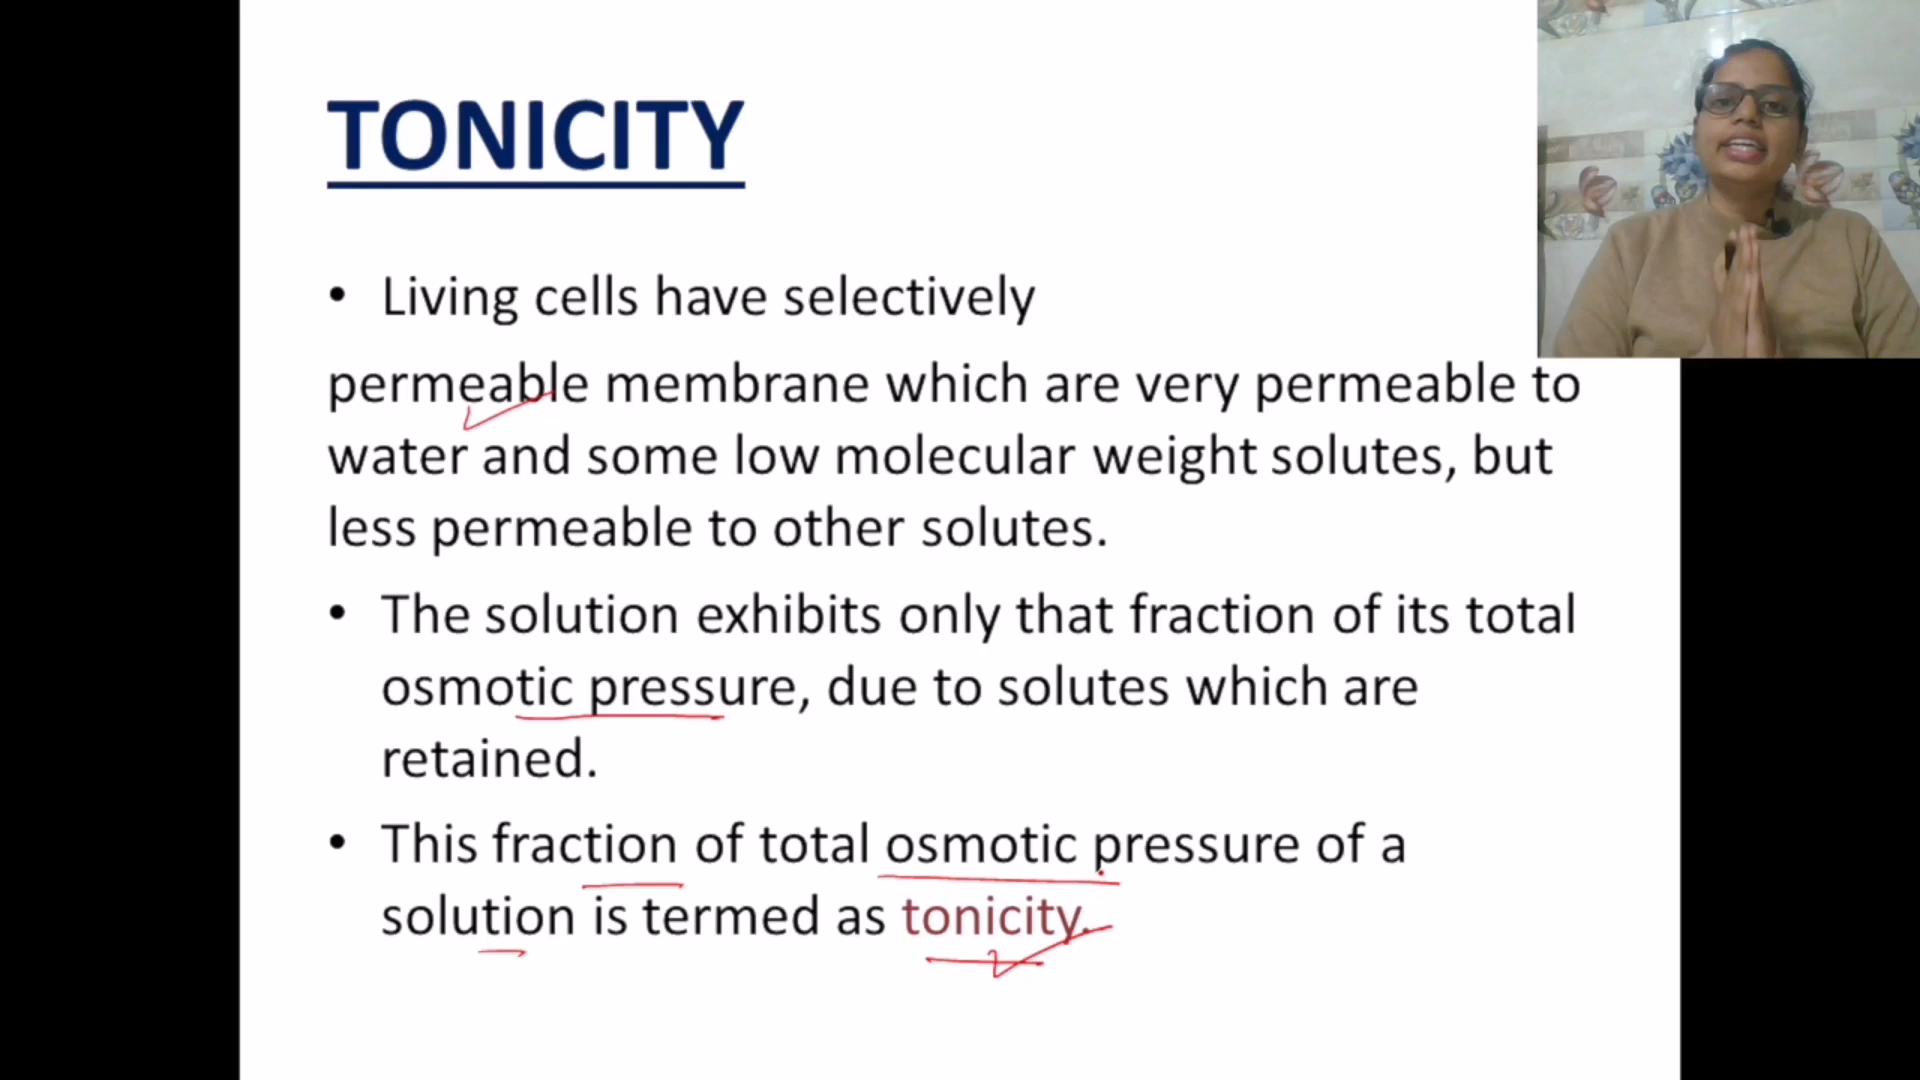 TONICITY
• Living cells have selectively
permeable membrane which are very permeable to
water and some low molecular weight solutes, but
less permeable to other solutes.
• The solution exhibits only that fraction of its total
osmotic pressure, due to solutes which are
retained.
• This fraction of total osmotic pressure of a
solution is termed as tonicity.